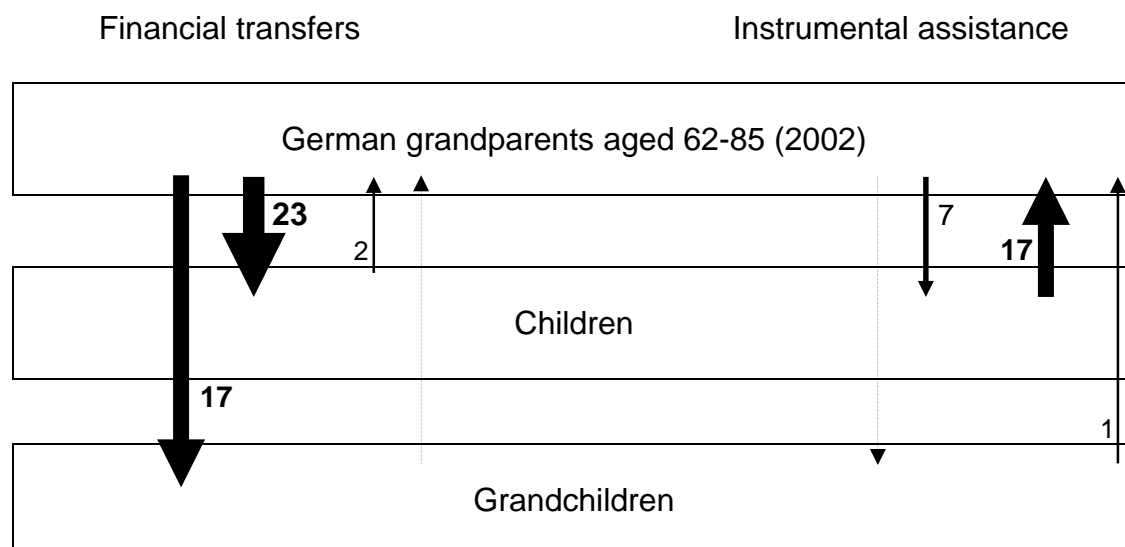 Financial transfers
Instrumental assistance
German grandparents aged 62-85 (2002)
23
2
7
17
Children
17
1
Grandchildren